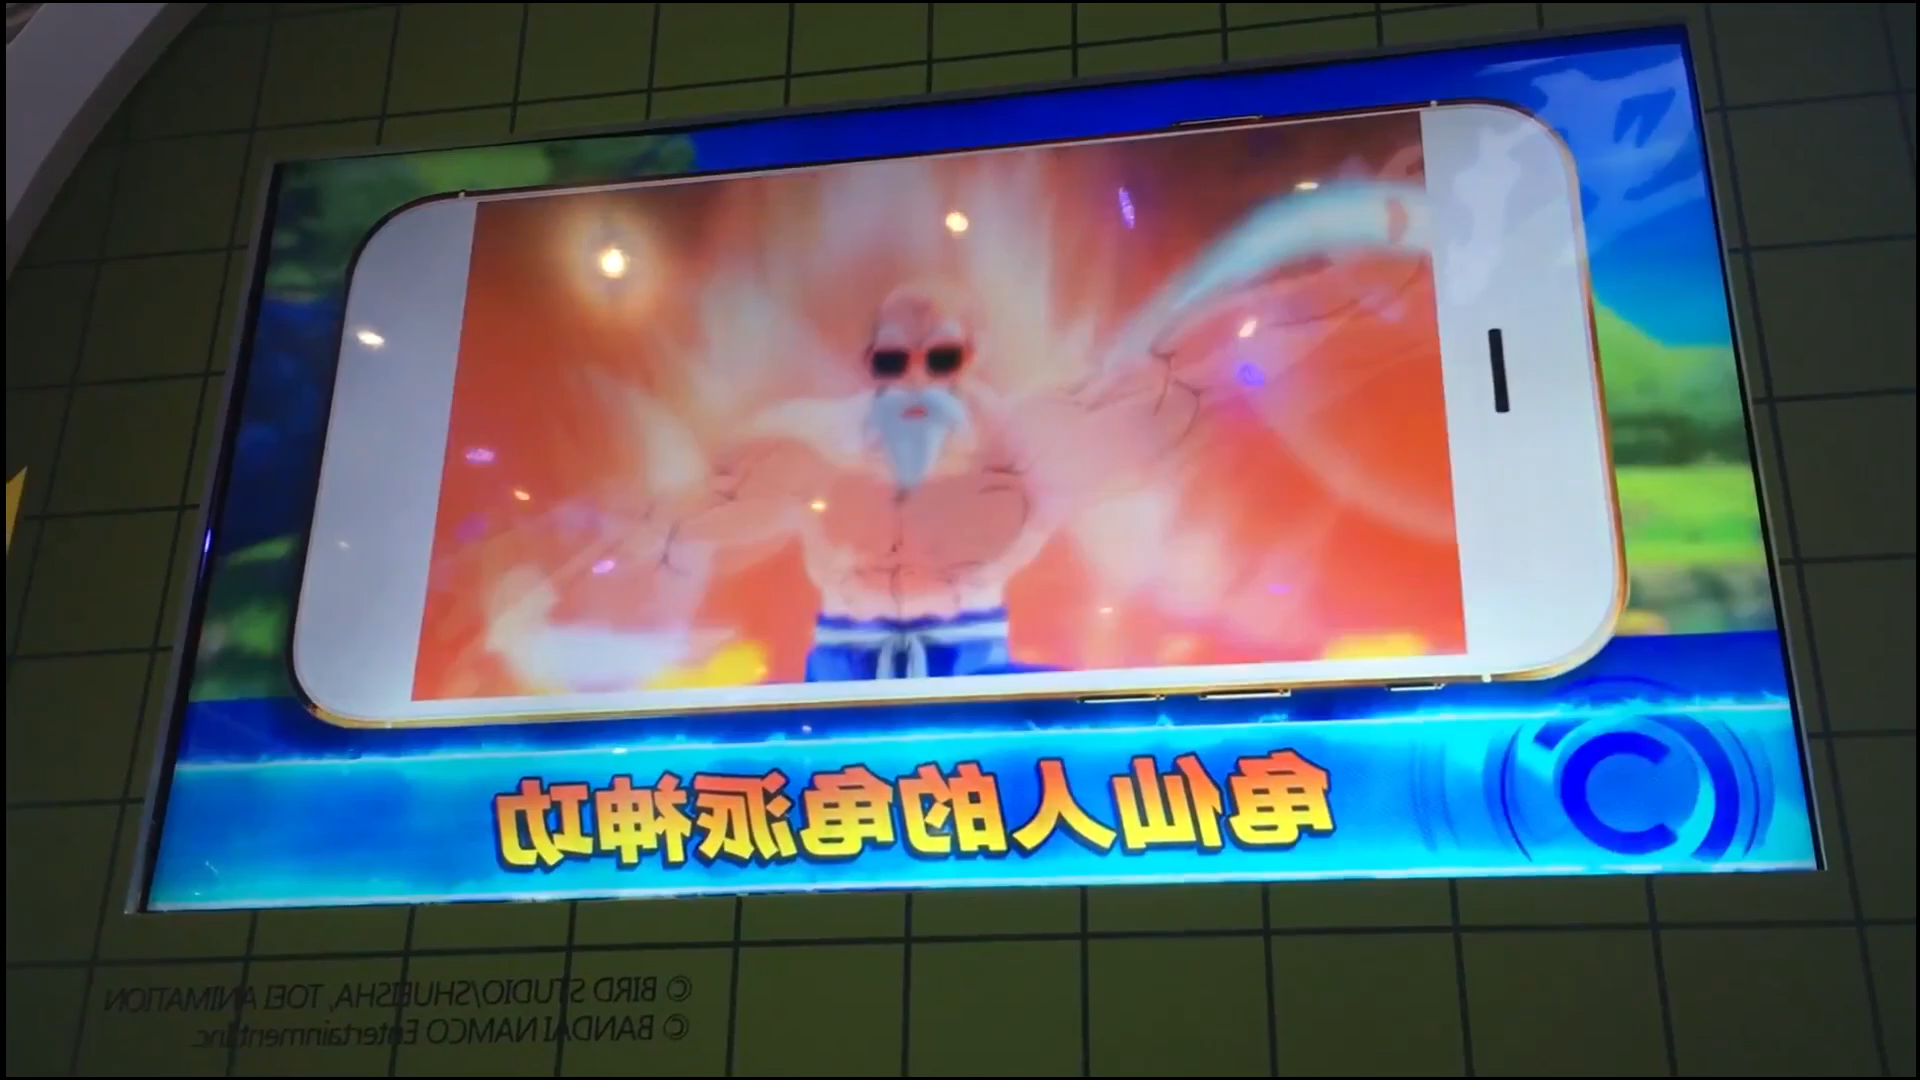 龟仙人的龟派神功
© BIRD STUDIO/SHUEISHA, TOEI ANIMATION
© BANDAI NAMCO Entertainment Inc.